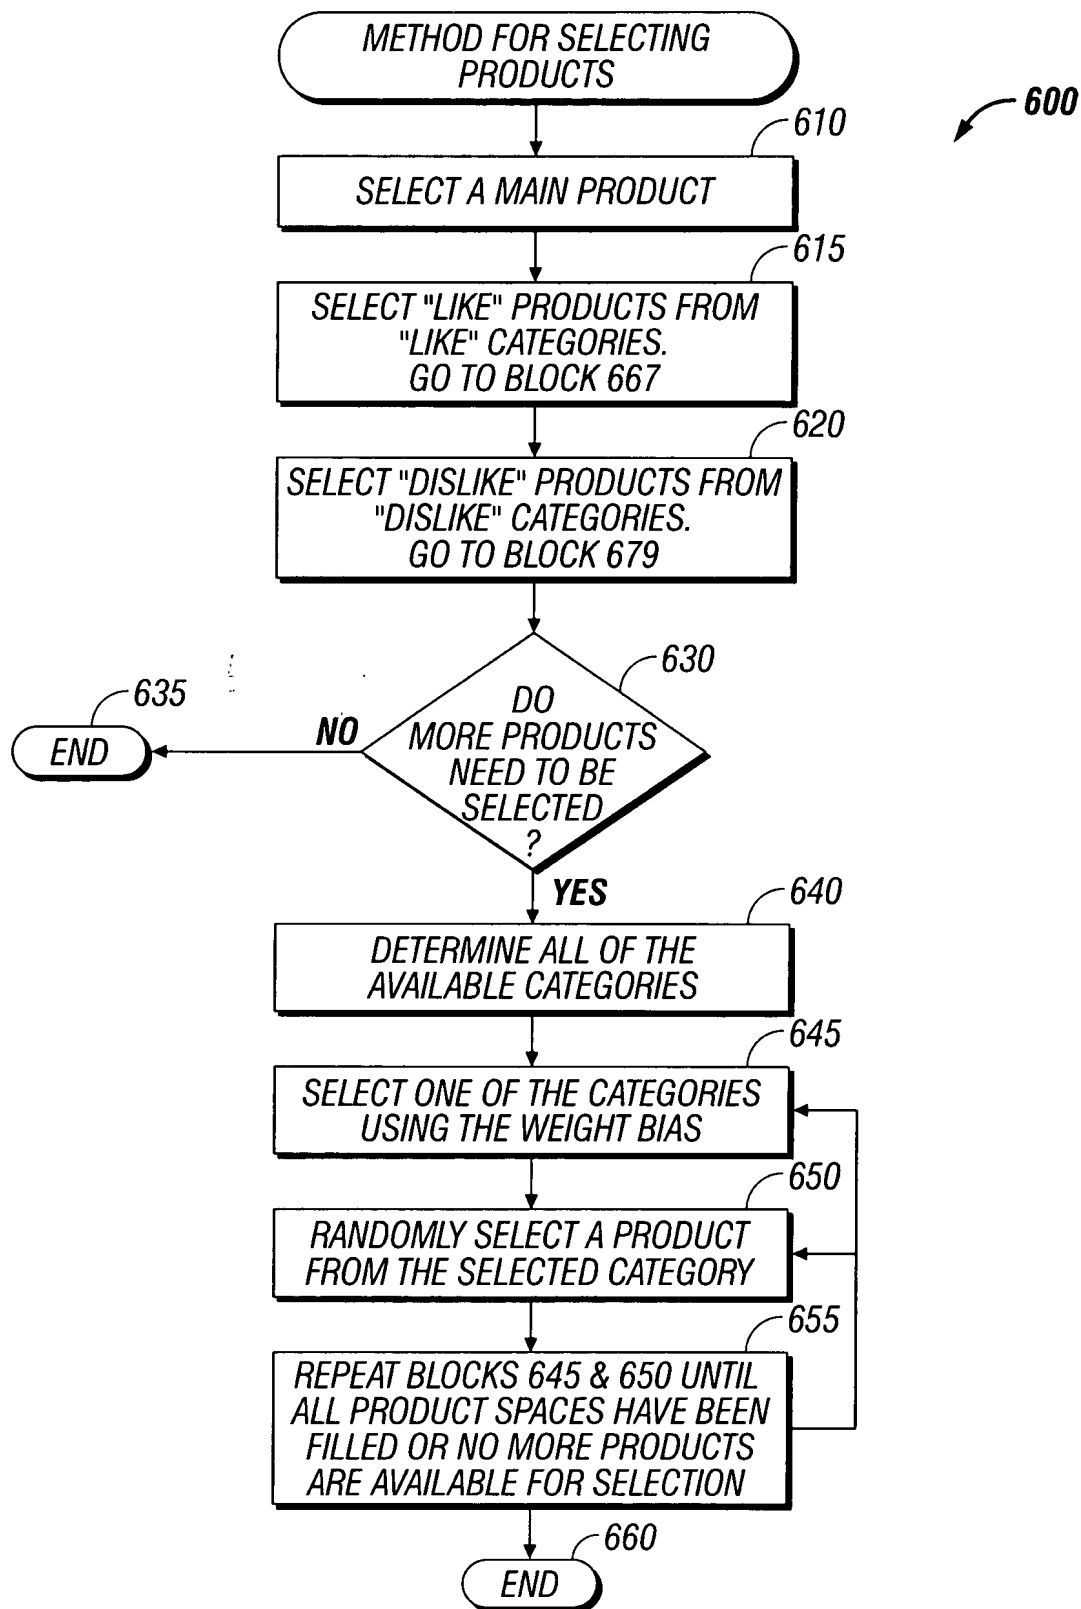 METHOD FOR SELECTING
PRODUCTS
600
610
SELECT A MAIN PRODUCT
615
SELECT "LIKE" PRODUCTS FROM
"LIKE" CATEGORIES.
GO TO BLOCK 667
620
SELECT "DISLIKE" PRODUCTS FROM
"DISLIKE" CATEGORIES.
GO TO BLOCK 679
630
DO
MORE PRODUCTS
NEED TO BE
SELECTED
?
NO
635
END
YES
640
DETERMINE ALL OF THE
AVAILABLE CATEGORIES
645
SELECT ONE OF THE CATEGORIES
USING THE WEIGHT BIAS
650
RANDOMLY SELECT A PRODUCT
FROM THE SELECTED CATEGORY
655
REPEAT BLOCKS 645 & 650 UNTIL
ALL PRODUCT SPACES HAVE BEEN
FILLED OR NO MORE PRODUCTS
ARE AVAILABLE FOR SELECTION
660
END